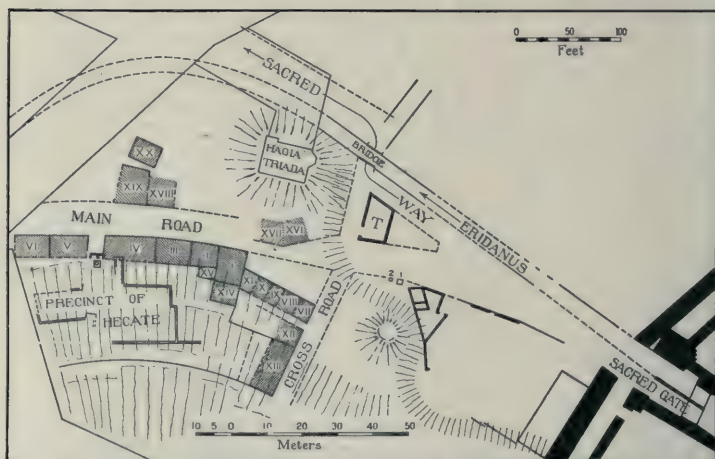 0 50 100
Feet
SACRED
HAGIA
TRIADA
BRIDGE
WAY
ERIDANUS
XX
XIX XVIII
MAIN ROAD
XVII XVI
T
VI V IV III II
XV
XIV
XI X IX VIII VII
XII
XIII
PRECINCT OF
HECATE
CROSS ROAD
2 1
SACRED GATE
10 5 0 10 20 30 40 50
Meters